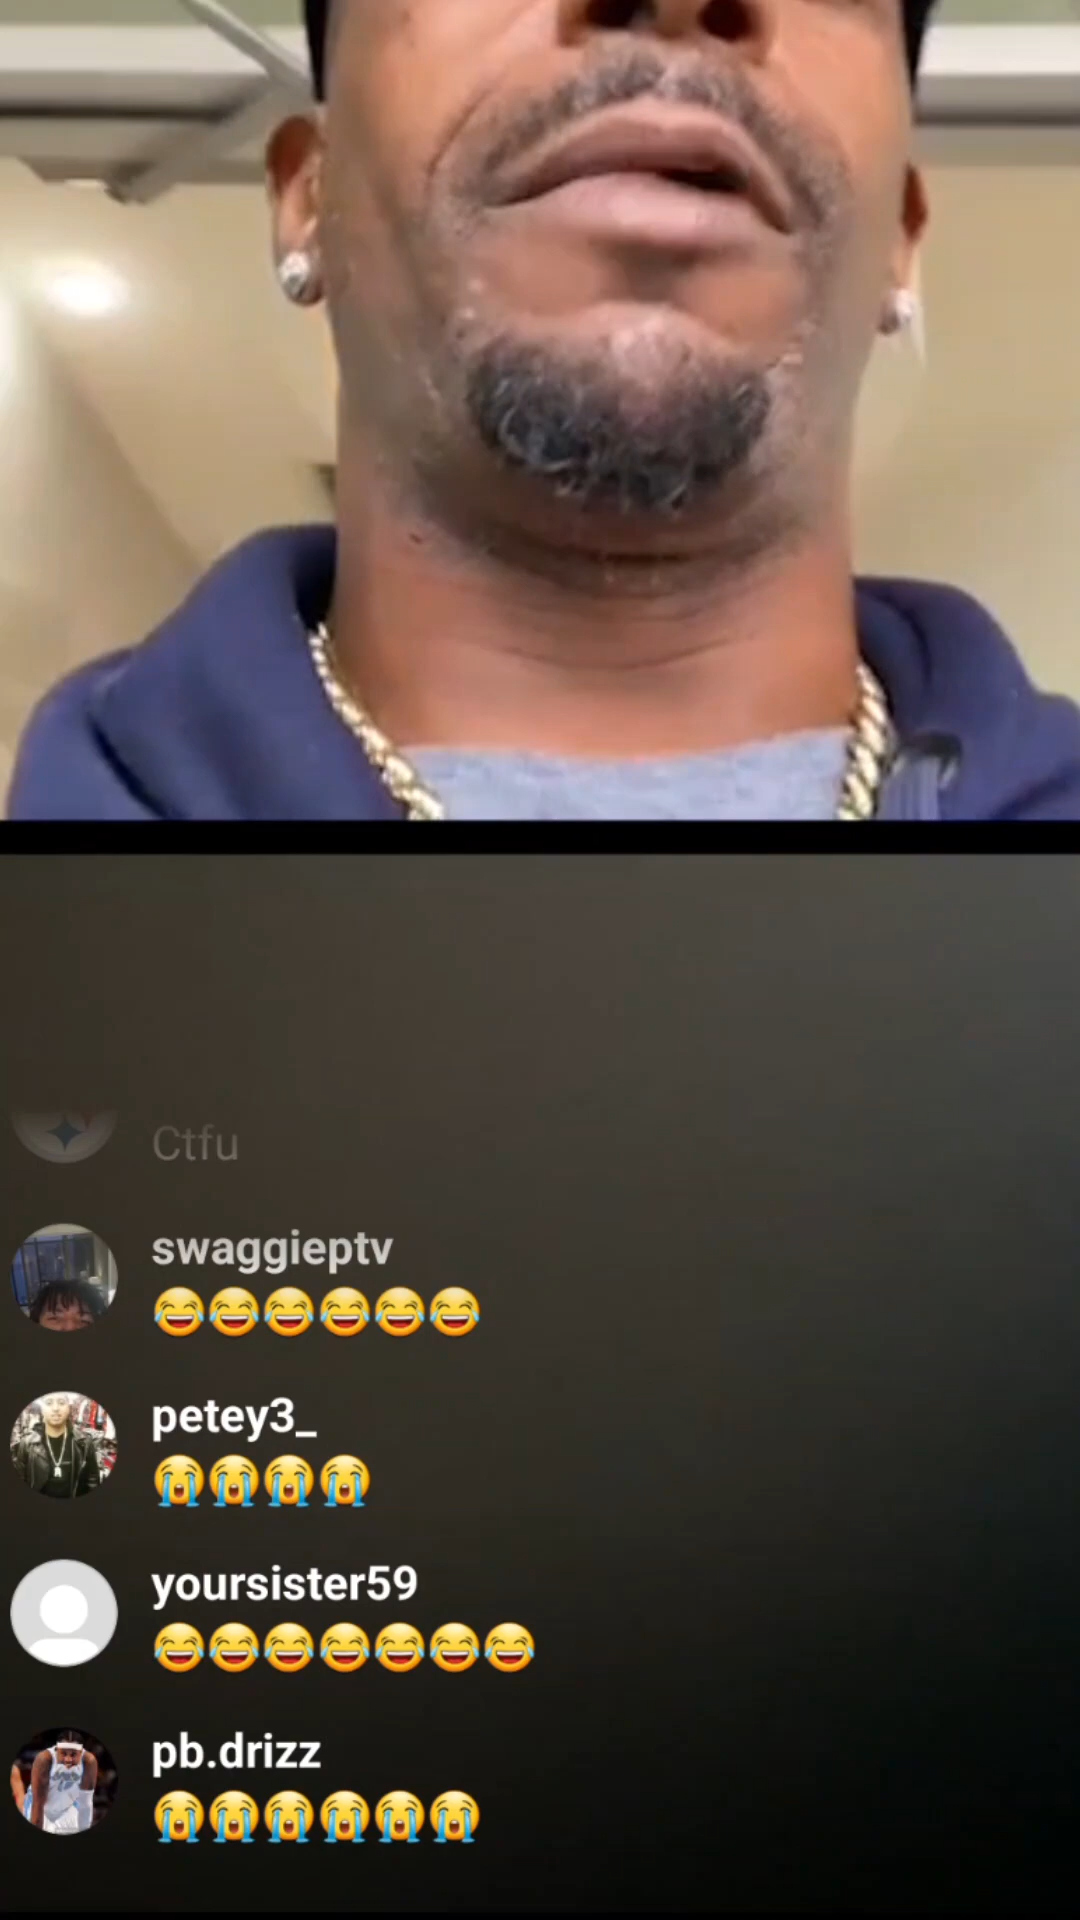 Ctfu
swaggieptv
😂😂😂😂😂😂
petey3_
😭😭😭😭
yoursister59
😂😂😂😂😂😂😂
pb.drizz
😭😭😭😭😭😭